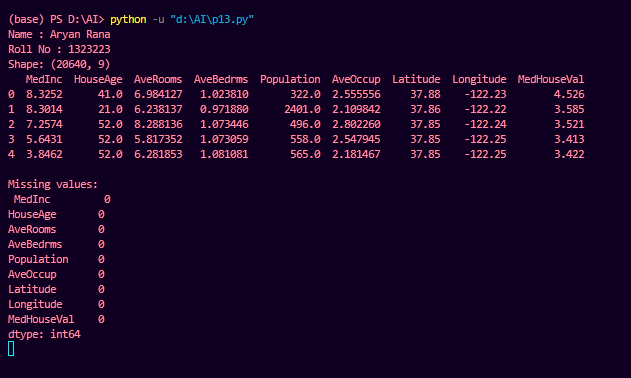 (base) PS D:\AI> python -u "d:\AI\p13.py"
Name : Aryan Rana
Roll No : 1323223
Shape: (20640, 9)
   MedInc  HouseAge  AveRooms  AveBedrms  Population  AveOccup  Latitude  Longitude  MedHouseVal
0  8.3252      41.0  6.984127   1.023810       322.0  2.555556     37.88    -122.23        4.526
1  8.3014      21.0  6.238137   0.971880      2401.0  2.109842     37.86    -122.22        3.585
2  7.2574      52.0  8.288136   1.073446       496.0  2.802260     37.85    -122.24        3.521
3  5.6431      52.0  5.817352   1.073059       558.0  2.547945     37.85    -122.25        3.413
4  3.8462      52.0  6.281853   1.081081       565.0  2.181467     37.85    -122.25        3.422
Missing values:
 MedInc         0
HouseAge       0
AveRooms       0
AveBedrms      0
Population     0
AveOccup       0
Latitude       0
Longitude      0
MedHouseVal    0
dtype: int64